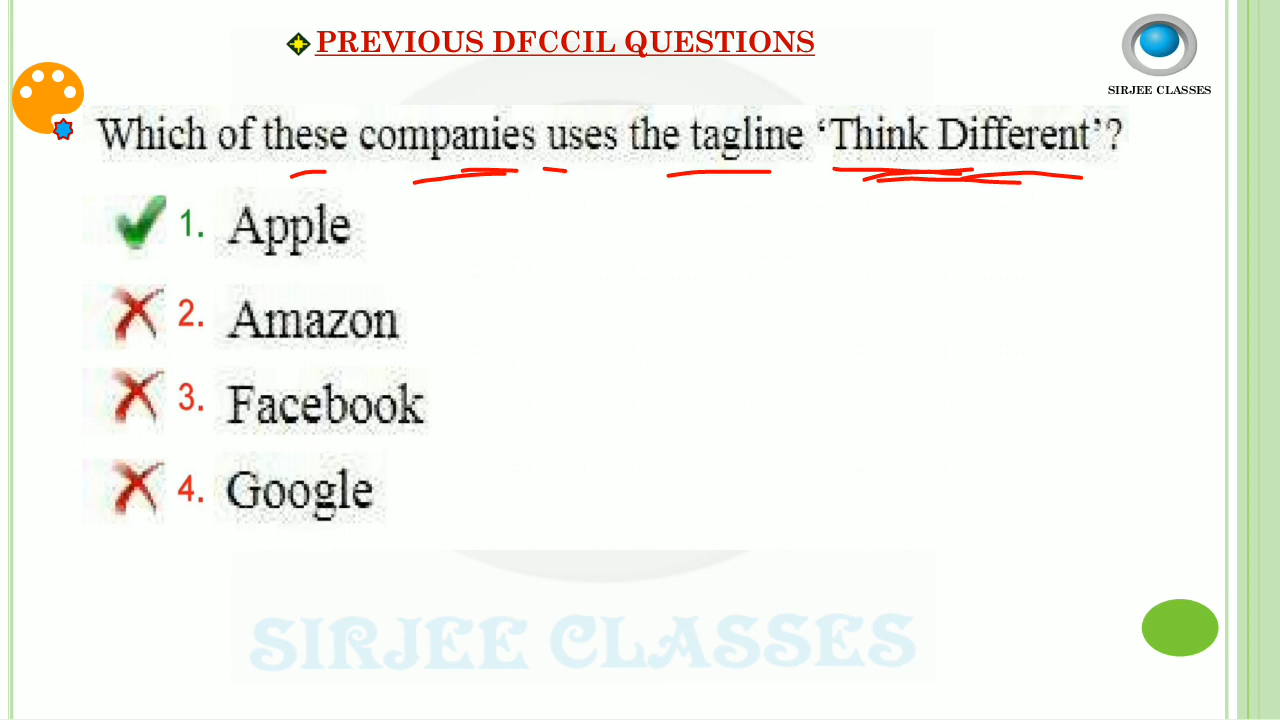 PREVIOUS DFCCIL QUESTIONS
SIRJEE CLASSES
Which of these companies uses the tagline ‘Think Different’?
1. Apple
2. Amazon
3. Facebook
4. Google
SIRJEE CLASSES